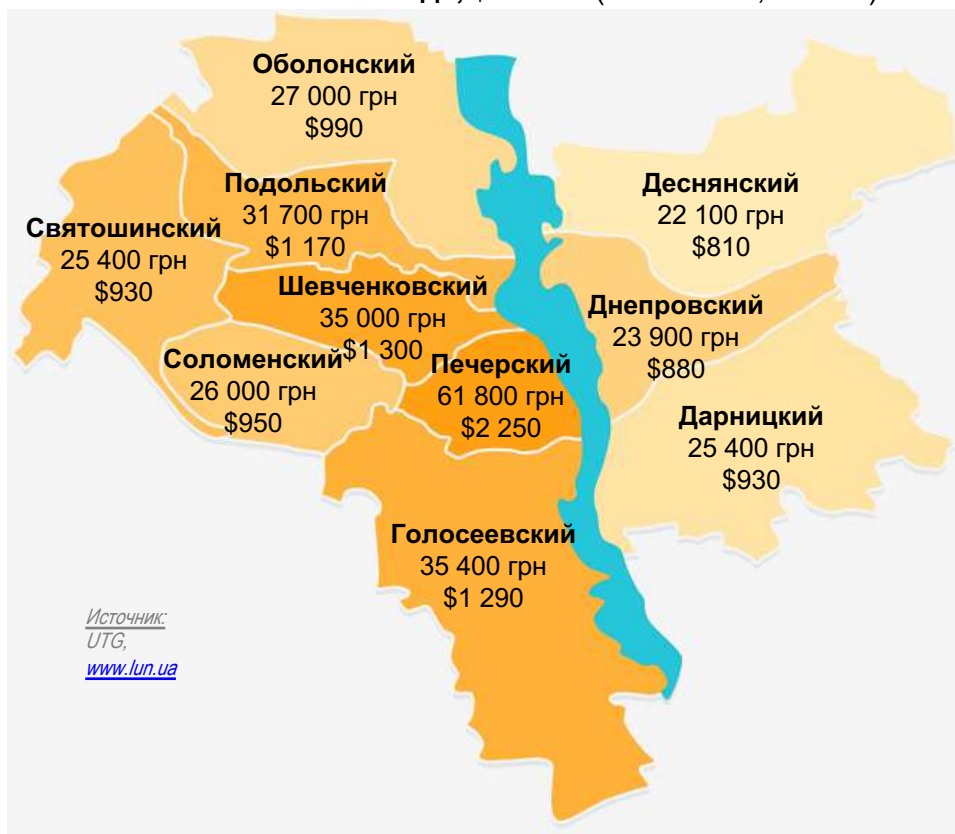 Оболонский
27 000 грн
$990
Подольский
31 700 грн
$1 170
Деснянский
22 100 грн
$810
Святошинский
25 400 грн
$930
Шевченковский
35 000 грн
$1 300
Днепровский
23 900 грн
$880
Соломенский
26 000 грн
$950
Печерский
61 800 грн
$2 250
Дарницкий
25 400 грн
$930
Голосеевский
35 400 грн
$1 290
Источник:
UTG,
www.lun.ua